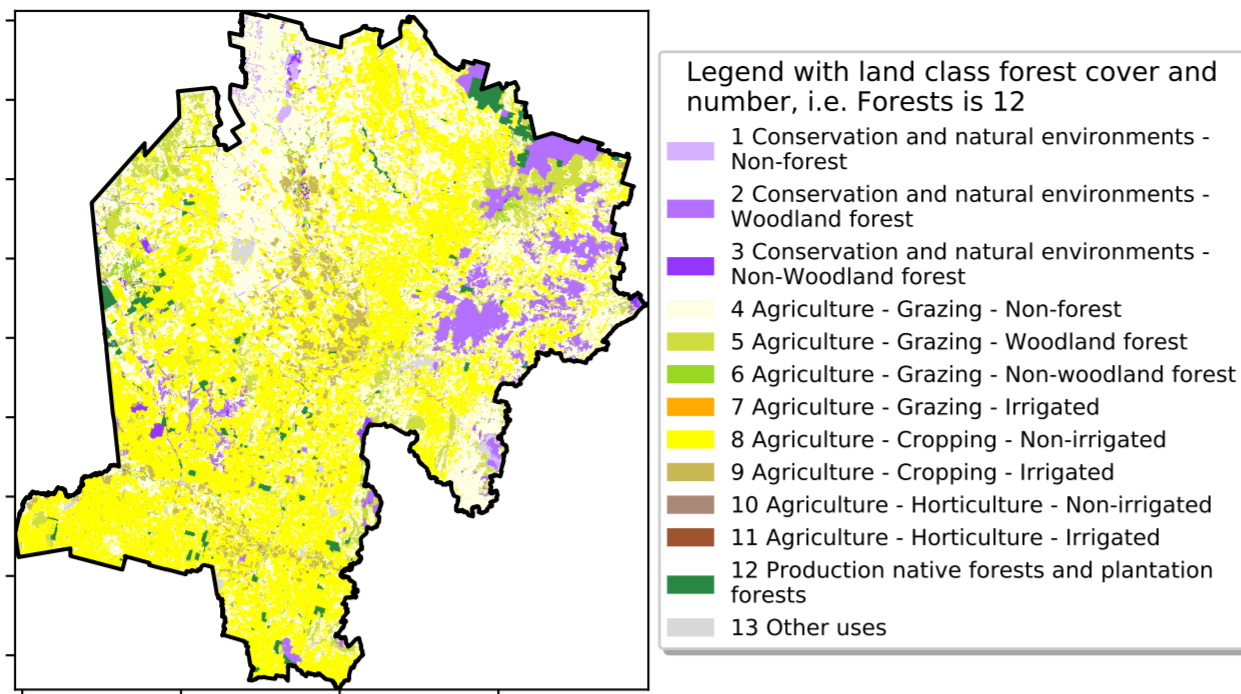 Legend with land class forest cover and
number, i.e. Forests is 12
1 Conservation and natural environments -
Non-forest
2 Conservation and natural environments -
Woodland forest
3 Conservation and natural environments -
Non-Woodland forest
4 Agriculture - Grazing - Non-forest
5 Agriculture - Grazing - Woodland forest
6 Agriculture - Grazing - Non-woodland forest
7 Agriculture - Grazing - Irrigated
8 Agriculture - Cropping - Non-irrigated
9 Agriculture - Cropping - Irrigated
10 Agriculture - Horticulture - Non-irrigated
11 Agriculture - Horticulture - Irrigated
12 Production native forests and plantation
forests
13 Other uses